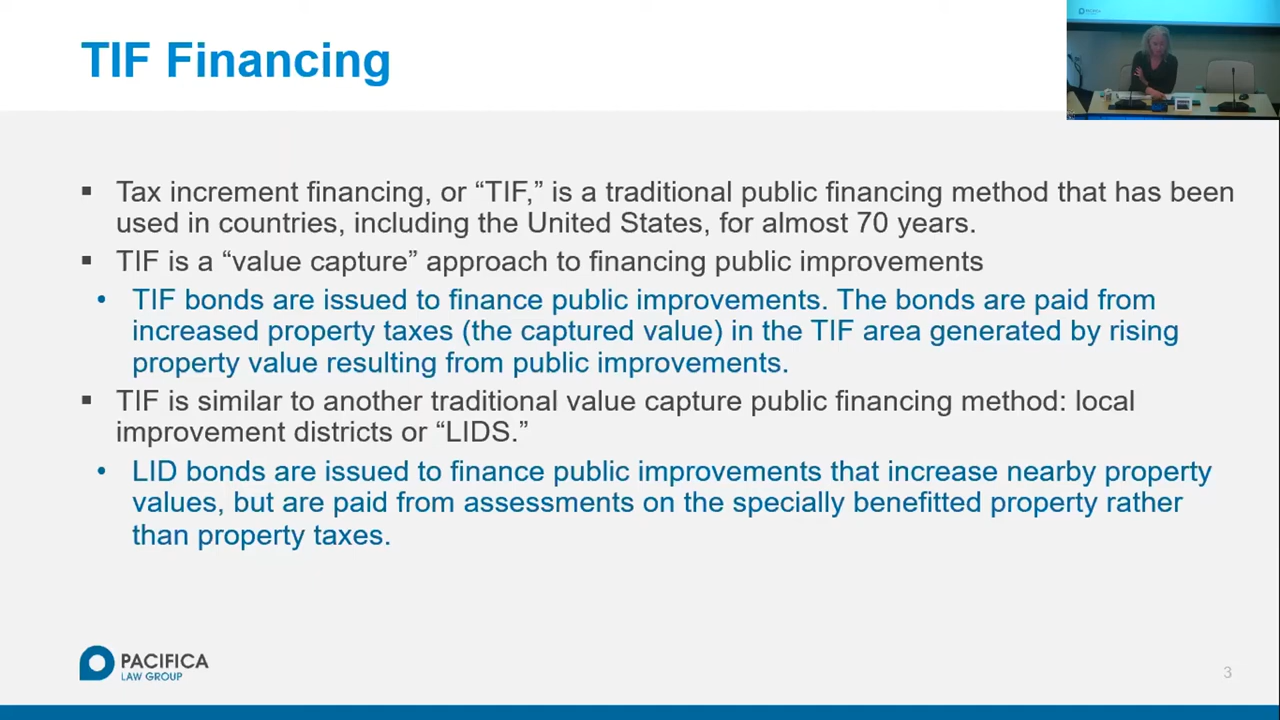 TIF Financing
PACIFICA
▪ Tax increment financing, or “TIF,” is a traditional public financing method that has been
used in countries, including the United States, for almost 70 years.
▪ TIF is a “value capture” approach to financing public improvements
• TIF bonds are issued to finance public improvements. The bonds are paid from
increased property taxes (the captured value) in the TIF area generated by rising
property value resulting from public improvements.
▪ TIF is similar to another traditional value capture public financing method: local
improvement districts or “LIDS.”
• LID bonds are issued to finance public improvements that increase nearby property
values, but are paid from assessments on the specially benefitted property rather
than property taxes.
PACIFICA
LAW GROUP
3